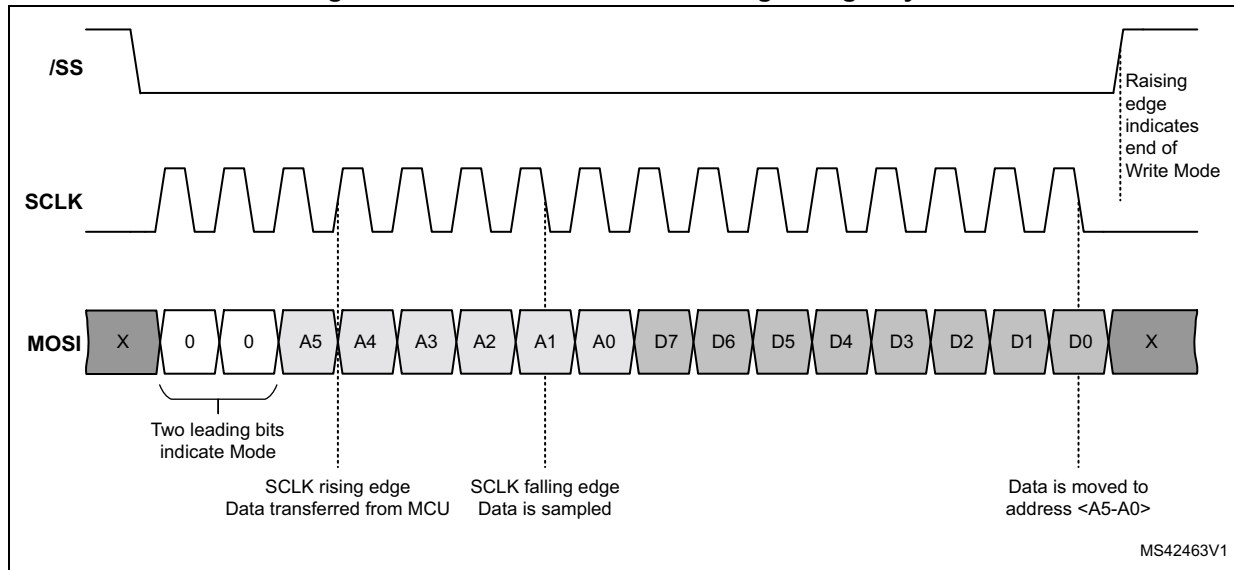 /SS
Raising
edge
indicates
end of
Write Mode
SCLK
MOSI X 0 0 A5 A4 A3 A2 A1 A0 D7 D6 D5 D4 D3 D2 D1 D0 X
Two leading bits
indicate Mode
SCLK rising edge
Data transferred from MCU
SCLK falling edge
Data is sampled
Data is moved to
address <A5-A0>
MS42463V1